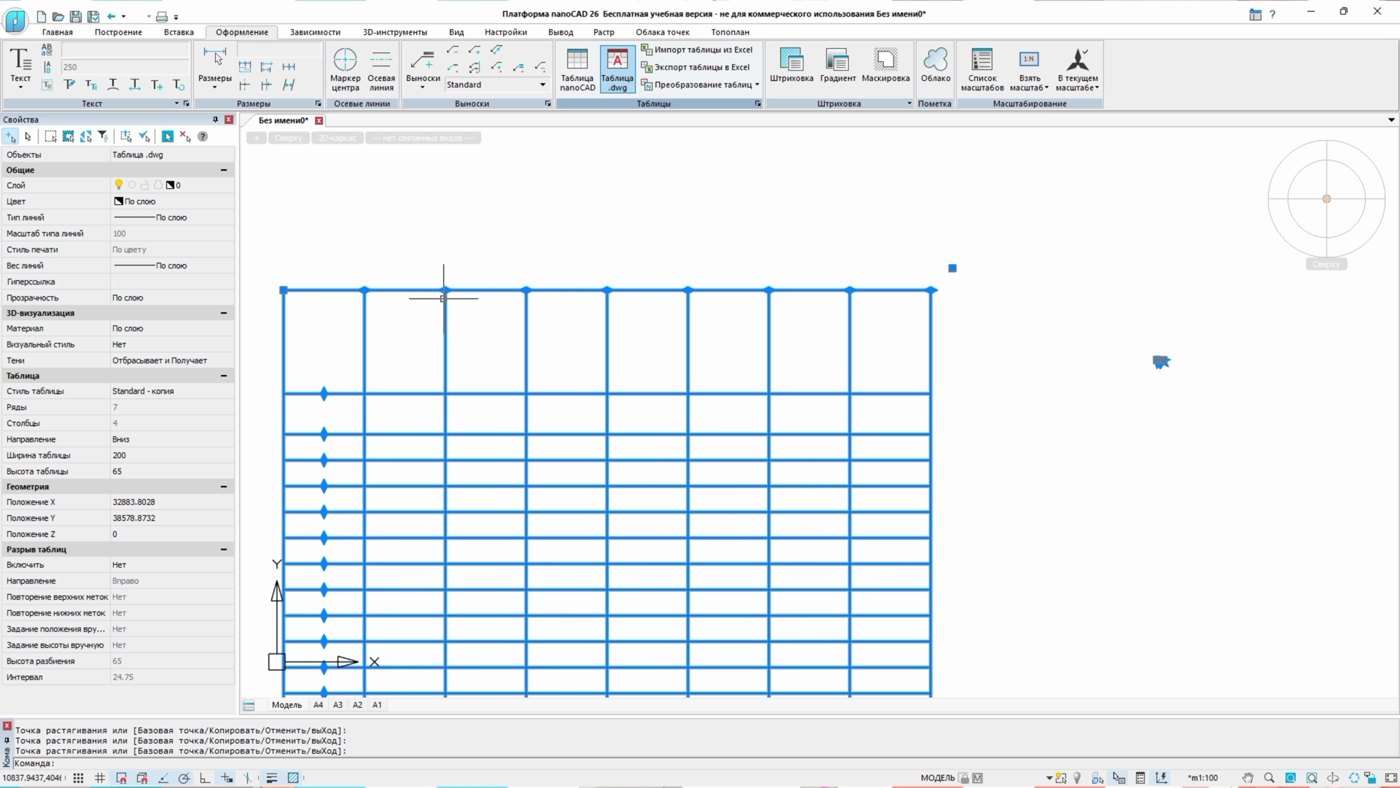 Платформа nanoCAD 26 Бесплатная учебная версия - не для коммерческого использования Без имени0*
Главная Построение Вставка Оформление Зависимости 3D-инструменты Вид Настройки Вывод Растр Облака точек Топоплан
Текст
250
Размеры
Маркер центра
Осевая линия
Выноски
Standard
Таблица nanoCAD
Таблица .dwg
Импорт таблицы из Excel
Экспорт таблицы в Excel
Преобразование таблиц
Штриховка
Градиент
Маскировка
Облако
Список масштабов
1:N
Взять масштаб
В текущем масштабе
Текст Размеры Осевые линии Выноски Таблицы Штриховка Пометка Масштабирование
Свойства
Без имени0*
+ Сверху 2D-каркас --- нет связанных видов ---
Объекты Таблица .dwg
Общие
Слой 0
Цвет По слою
Тип линий По слою
Масштаб типа линий 100
Стиль печати По цвету
Вес линий По слою
Гиперссылка
Прозрачность По слою
3D-визуализация
Материал По слою
Визуальный стиль Нет
Тени Отбрасывает и Получает
Таблица
Стиль таблицы Standard - копия
Ряды 7
Столбцы 4
Направление Вниз
Ширина таблицы 200
Высота таблицы 65
Геометрия
Положение X 32883.8028
Положение Y 38578.8732
Положение Z 0
Разрыв таблиц
Включить Нет
Направление Вправо
Повторение верхних меток Нет
Повторение нижних меток Нет
Задание положения вру... Нет
Задание высоты вручную Нет
Высота разбиения 65
Интервал 24.75
Сверху
Y
X
Модель A4 A3 A2 A1
Кома
Точка растягивания или [Базовая точка/Копировать/Отменить/выХод]:
Точка растягивания или [Базовая точка/Копировать/Отменить/выХод]:
Точка растягивания или [Базовая точка/Копировать/Отменить/выХод]:
Команда:
10837.9437,4046 МОДЕЛЬ M *m1:100